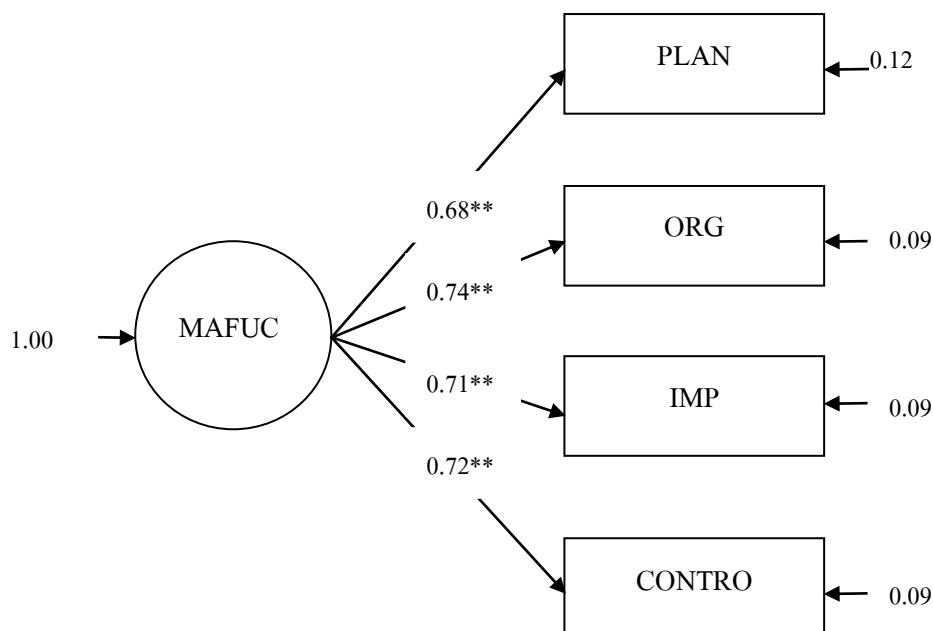 PLAN
0.12
0.68**
ORG
0.09
0.74**
1.00
MAFUC
0.71**
IMP
0.09
0.72**
CONTRO
0.09